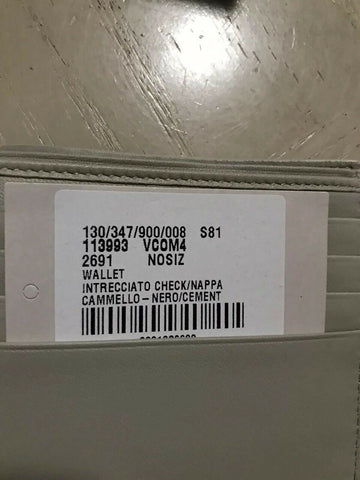 130/347/900/008 S81
113993 VCOM4
2691 NOSIZ
WALLET
INTRECCIATO CHECK/NAPPA
CAMMELLO-NERO/CEMENT